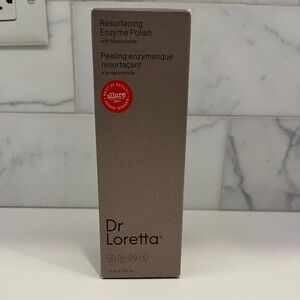 Resurfacing
Enzyme Polish
with Niacinamide
Peeling enzymatique
resurfaçant
à la niacinamide
allure
Dr
Loretta®